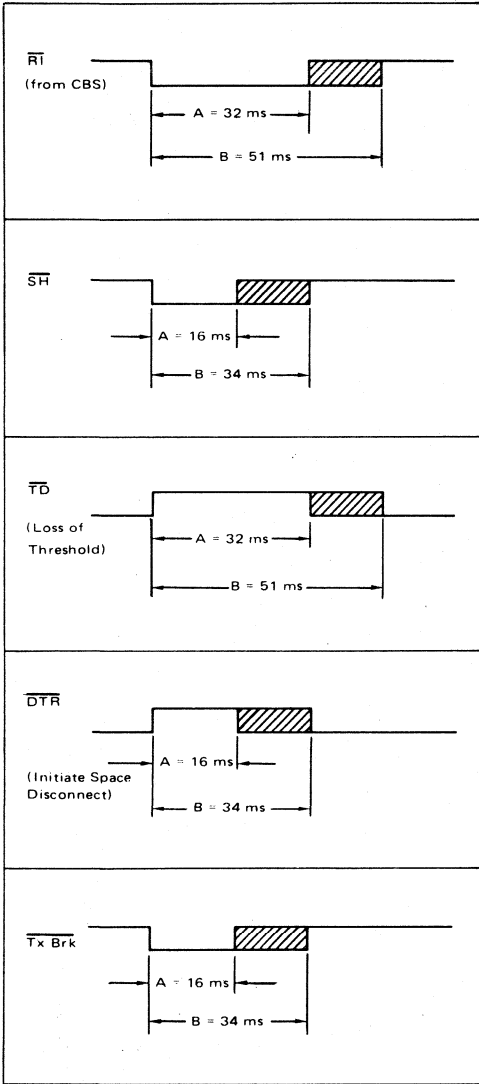 RI
(from CBS)
A = 32 ms
B = 51 ms
SH
A = 16 ms
B = 34 ms
TD
(Loss of
Threshold)
A = 32 ms
B = 51 ms
DTR
A = 16 ms
(Initiate Space
Disconnect)
B = 34 ms
Tx Brk
A = 16 ms
B = 34 ms